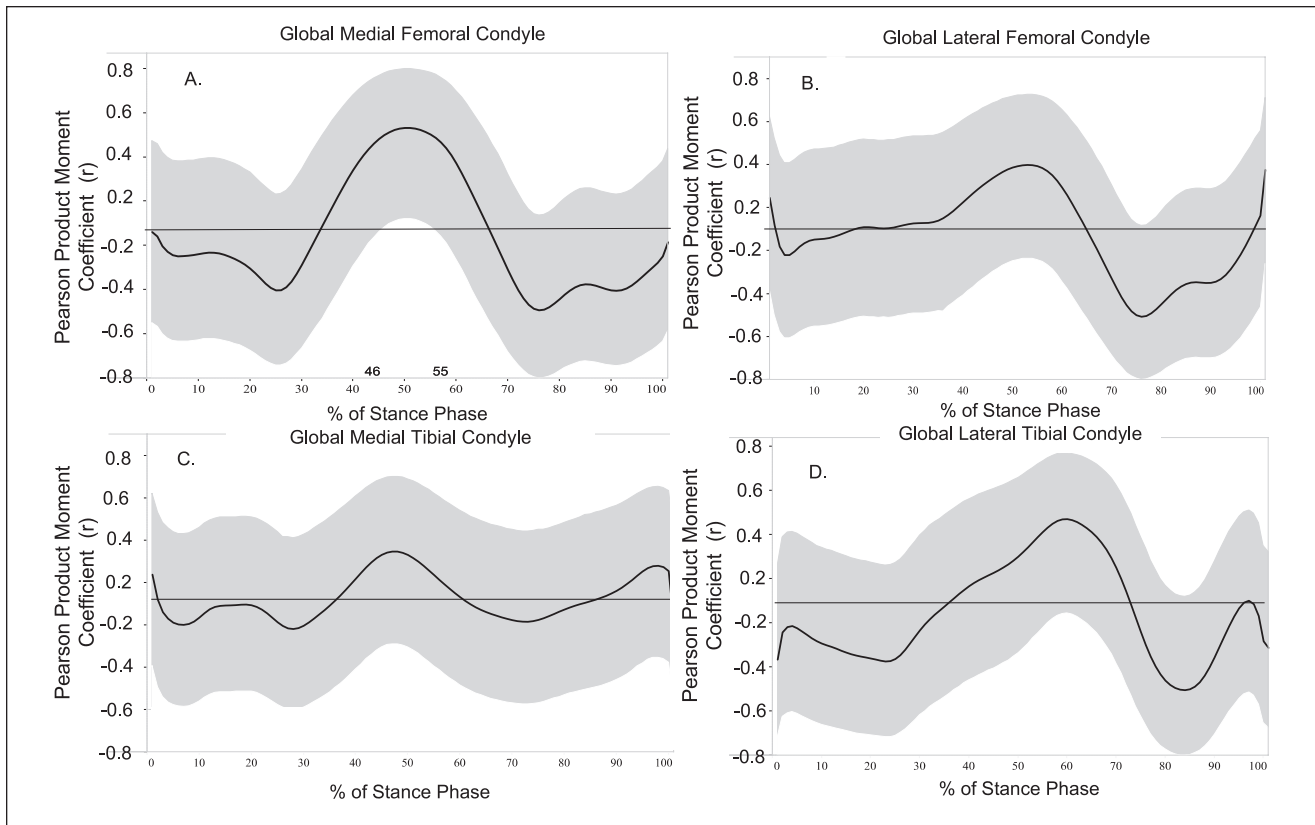 Global Medial Femoral Condyle
A.
Pearson Product Moment
Coefficient (r)
0.8
0.6
0.4
0.2
-0.2
-0.4
-0.6
-0.8
46
55
0 10 20 30 40 50 60 70 80 90 100
% of Stance Phase
Global Lateral Femoral Condyle
B.
Pearson Product Moment
Coefficient (r)
0.8
0.6
0.4
0.2
-0.2
-0.4
-0.6
-0.8
10 20 30 40 50 60 70 80 90 100
% of Stance Phase
Global Medial Tibial Condyle
C.
Pearson Product Moment
Coefficient (r)
0.8
0.6
0.4
0.2
-0.2
-0.4
-0.6
-0.8
0 10 20 30 40 50 60 70 80 90 100
% of Stance Phase
Global Lateral Tibial Condyle
D.
Pearson Product Moment
Coefficient (r)
0.8
0.6
0.4
0.2
-0.2
-0.4
-0.6
-0.8
0 10 20 30 40 50 60 70 80 90 100
% of Stance Phase